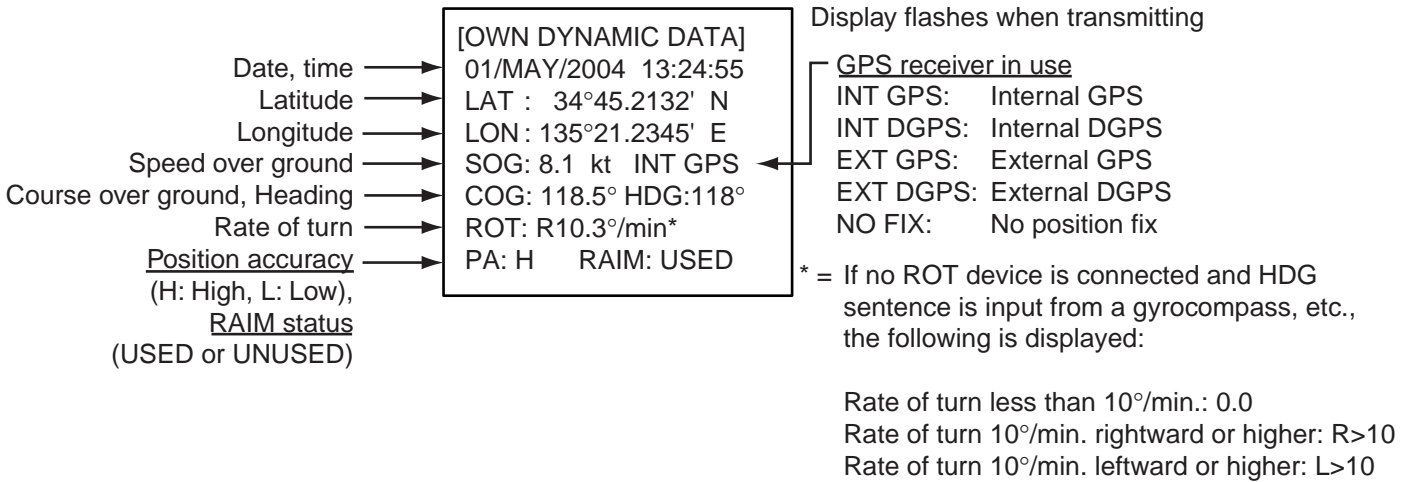 Date, time
Latitude
Longitude
Speed over ground
Course over ground, Heading
Rate of turn
Position accuracy
(H: High, L: Low),
RAIM status
(USED or UNUSED)
[OWN DYNAMIC DATA]
01/MAY/2004 13:24:55
LAT : 34°45.2132' N
LON : 135°21.2345' E
SOG: 8.1 kt INT GPS
COG: 118.5° HDG:118°
ROT: R10.3°/min*
PA: H RAIM: USED
Display flashes when transmitting
GPS receiver in use
INT GPS: Internal GPS
INT DGPS: Internal DGPS
EXT GPS: External GPS
EXT DGPS: External DGPS
NO FIX: No position fix
* = If no ROT device is connected and HDG
sentence is input from a gyrocompass, etc.,
the following is displayed:
Rate of turn less than 10°/min.: 0.0
Rate of turn 10°/min. rightward or higher: R>10
Rate of turn 10°/min. leftward or higher: L>10